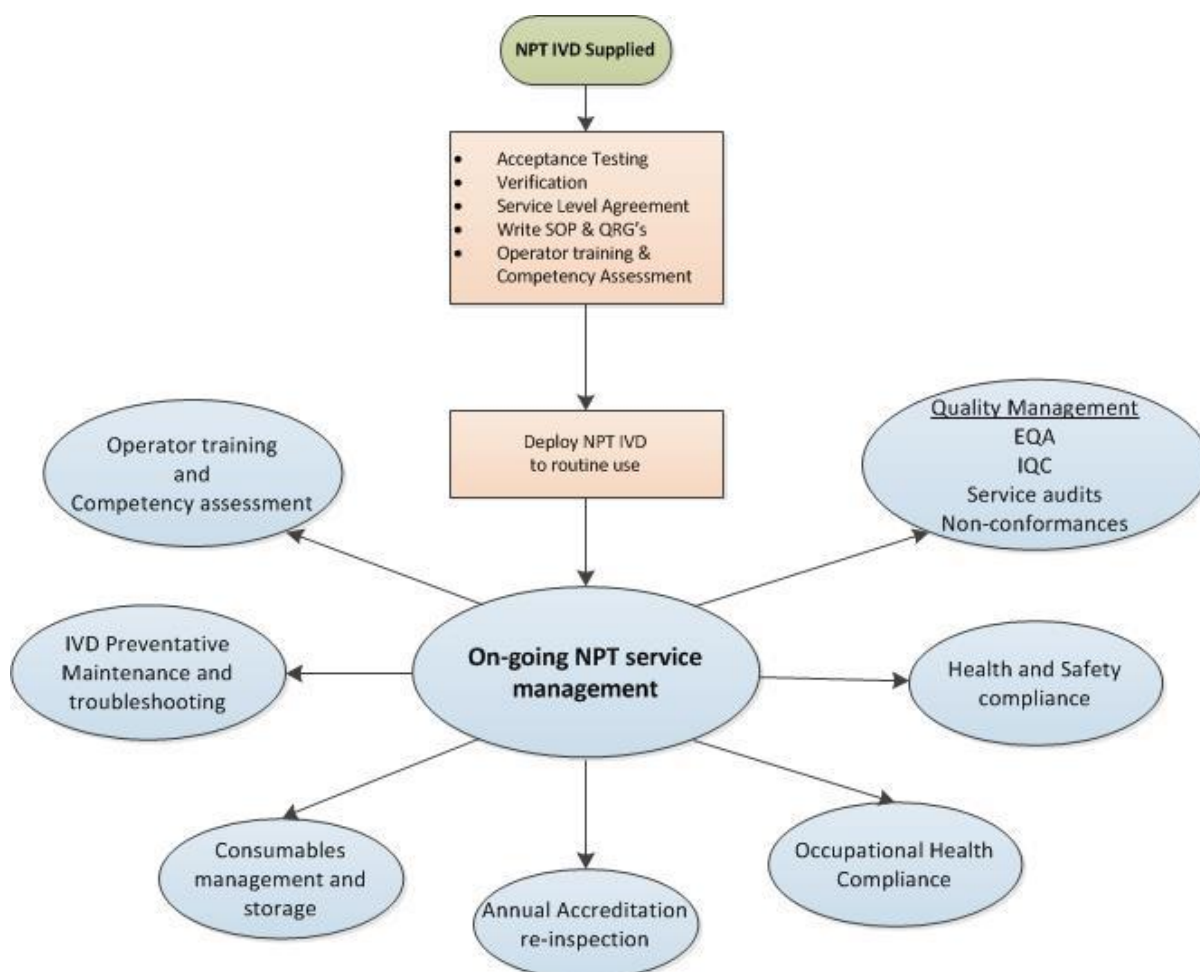 NPT IVD Supplied
• Acceptance Testing
• Verification
• Service Level Agreement
• Write SOP & QRG's
• Operator training &
Competency Assessment
Deploy NPT IVD
to routine use
Operator training
and
Competency assessment
Quality Management
EQA
IQC
Service audits
Non-conformances
On-going NPT service
management
IVD Preventative
Maintenance and
troubleshooting
Health and Safety
compliance
Consumables
management and
storage
Annual Accreditation
re-inspection
Occupational Health
Compliance